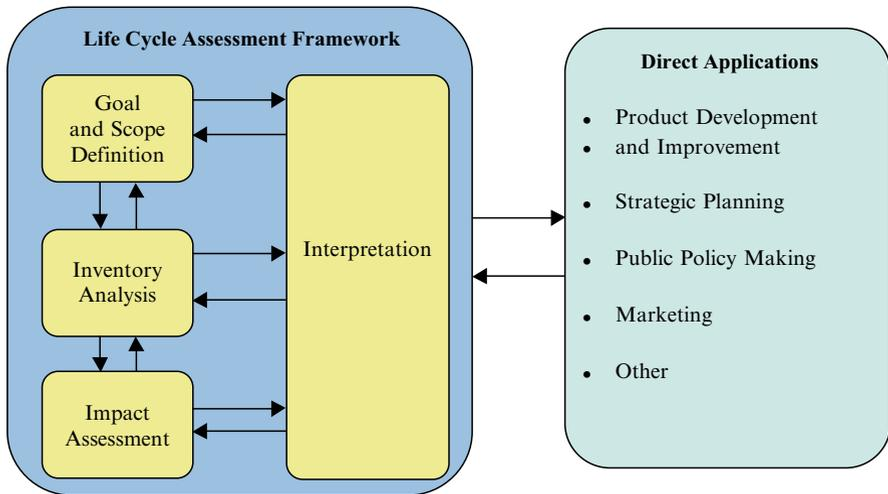 Life Cycle Assessment Framework
Goal
and Scope
Definition
Inventory
Analysis
Impact
Assessment
Interpretation
Direct Applications
• Product Development
• and Improvement
• Strategic Planning
• Public Policy Making
• Marketing
• Other